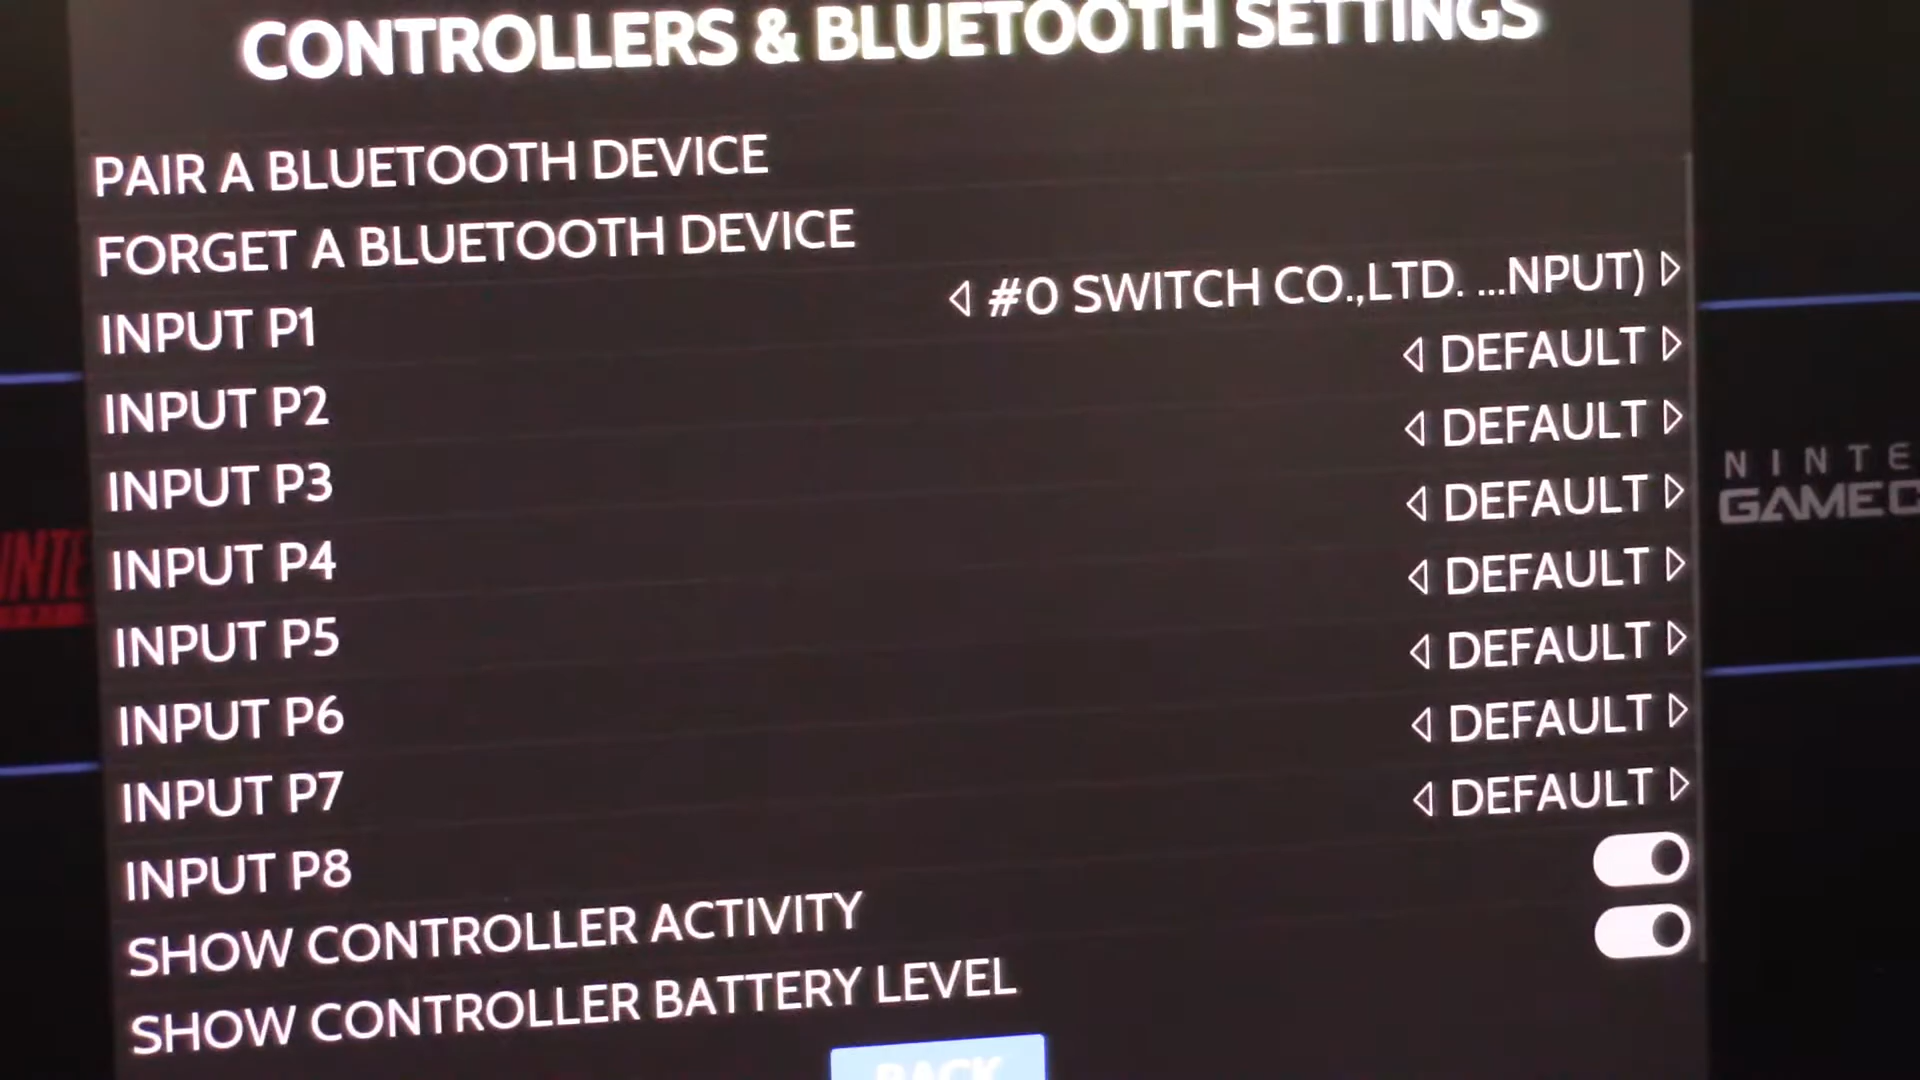 CONTROLLERS & BLUETOOTH SETTINGS
PAIR A BLUETOOTH DEVICE
FORGET A BLUETOOTH DEVICE
INPUT P1 #0 SWITCH CO.,LTD. ...NPUT)
INPUT P2 DEFAULT
INPUT P3 DEFAULT
INPUT P4 DEFAULT
INPUT P5 DEFAULT
INPUT P6 DEFAULT
INPUT P7 DEFAULT
INPUT P8 DEFAULT
SHOW CONTROLLER ACTIVITY
SHOW CONTROLLER BATTERY LEVEL
BACK
NINTE
GAMEC
INTE